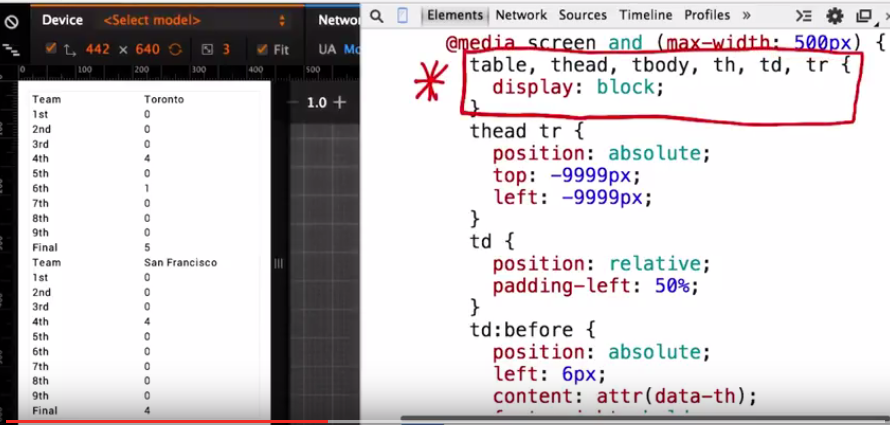 Device <Select model>
442 × 640 3 Fit
Network
UA Mo
0 100 200 300 400 500
1.0
Team Toronto
1st 0
2nd 0
3rd 0
4th 4
5th 0
6th 1
7th 0
8th 0
9th 0
Final 5
Team San Francisco
1st 0
2nd 0
3rd 0
4th 4
5th 0
6th 0
7th 0
8th 0
9th 0
Final 4
Elements Network Sources Timeline Profiles »
@media screen and (max-width: 500px) {
table, thead, tbody, th, td, tr {
display: block;
}
thead tr {
position: absolute;
top: -9999px;
left: -9999px;
}
td {
position: relative;
padding-left: 50%;
}
td:before {
position: absolute;
left: 6px;
content: attr(data-th);